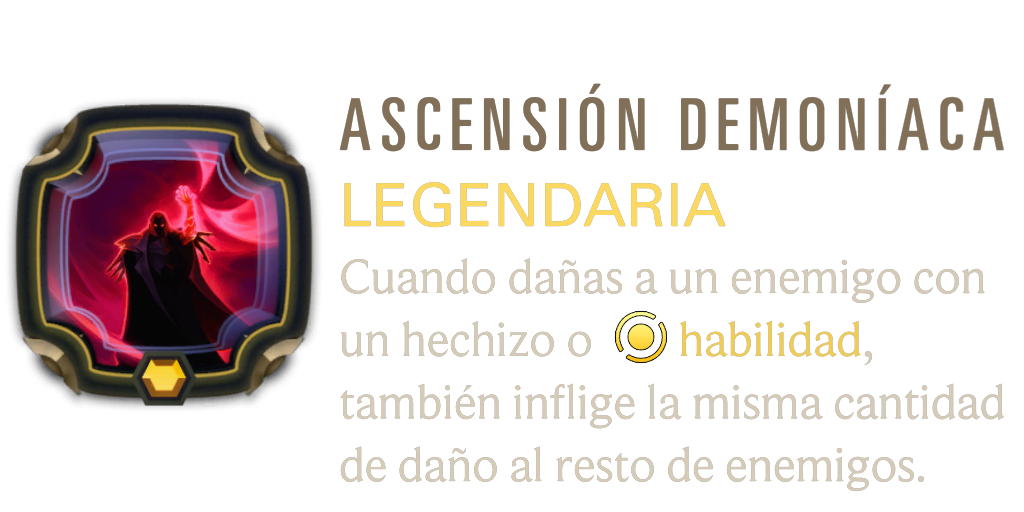 ASCENSIÓN DEMONÍACA
LEGENDARIA
Cuando dañas a un enemigo con
un hechizo o habilidad,
también inflige la misma cantidad
de daño al resto de enemigos.